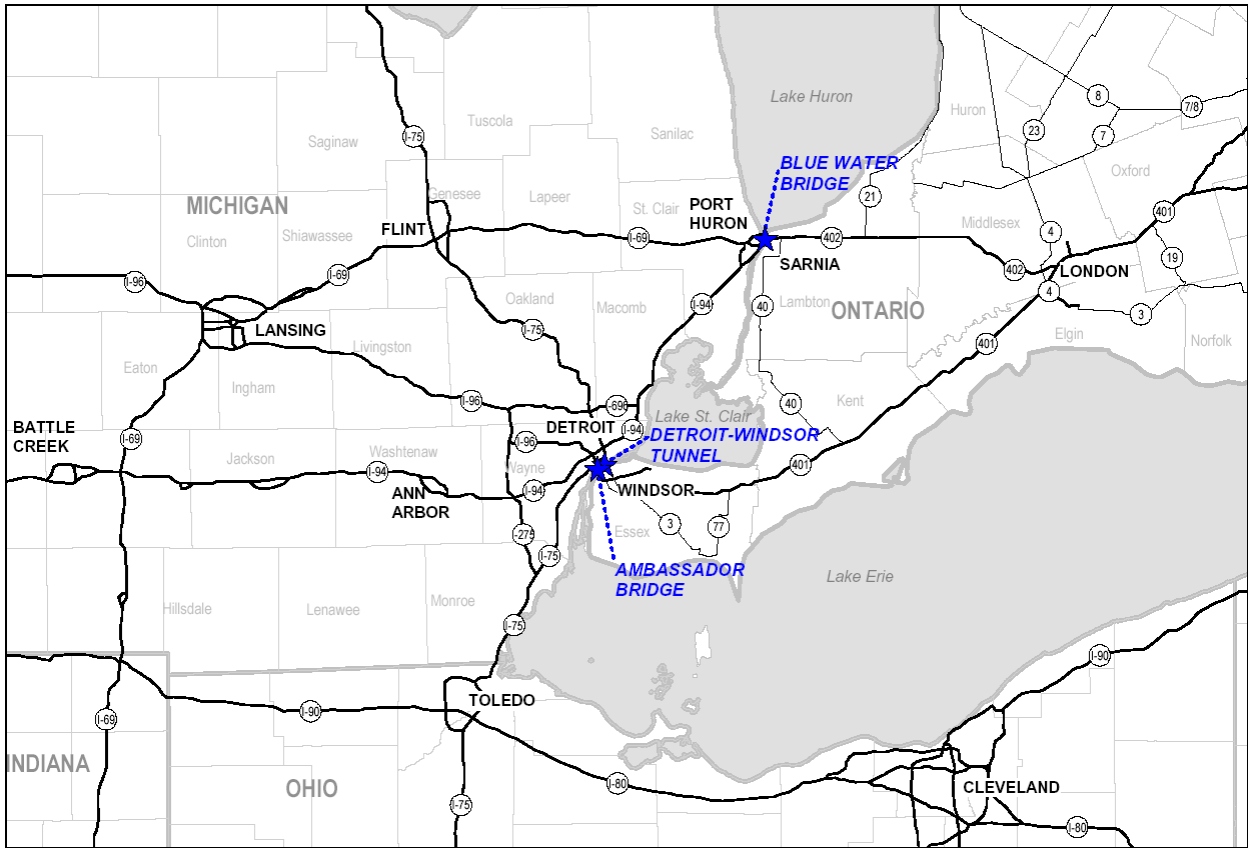 Lake Huron
Huron
8
7/8
I-75
Tuscola
Sanilac
23
7
Saginaw
BLUE WATER
BRIDGE
Oxford
Genesee
Lapeer
St. Clair
21
MICHIGAN
PORT
HURON
Middlesex
401
Clinton
Shiawassee
FLINT
I-69
402
4
SARNIA
19
I-96
I-69
402
LONDON
Oakland
Macomb
I-94
40
Lambton
ONTARIO
4
3
LANSING
I-75
Elgin
Norfolk
Livingston
401
Eaton
Ingham
I-96
-696
Lake St. Clair
40
Kent
BATTLE
CREEK
I-69
DETROIT
I-94
DETROIT-WINDSOR
TUNNEL
I-96
Washtenaw
Jackson
I-94
Wayne
401
ANN
ARBOR
I-94
WINDSOR
3
77
-275
Essex
I-75
AMBASSADOR
BRIDGE
Lake Erie
Hillsdale
Lenawee
Monroe
I-75
I-90
TOLEDO
I-69
I-90
INDIANA
OHIO
I-80
CLEVELAND
I-75
I-80